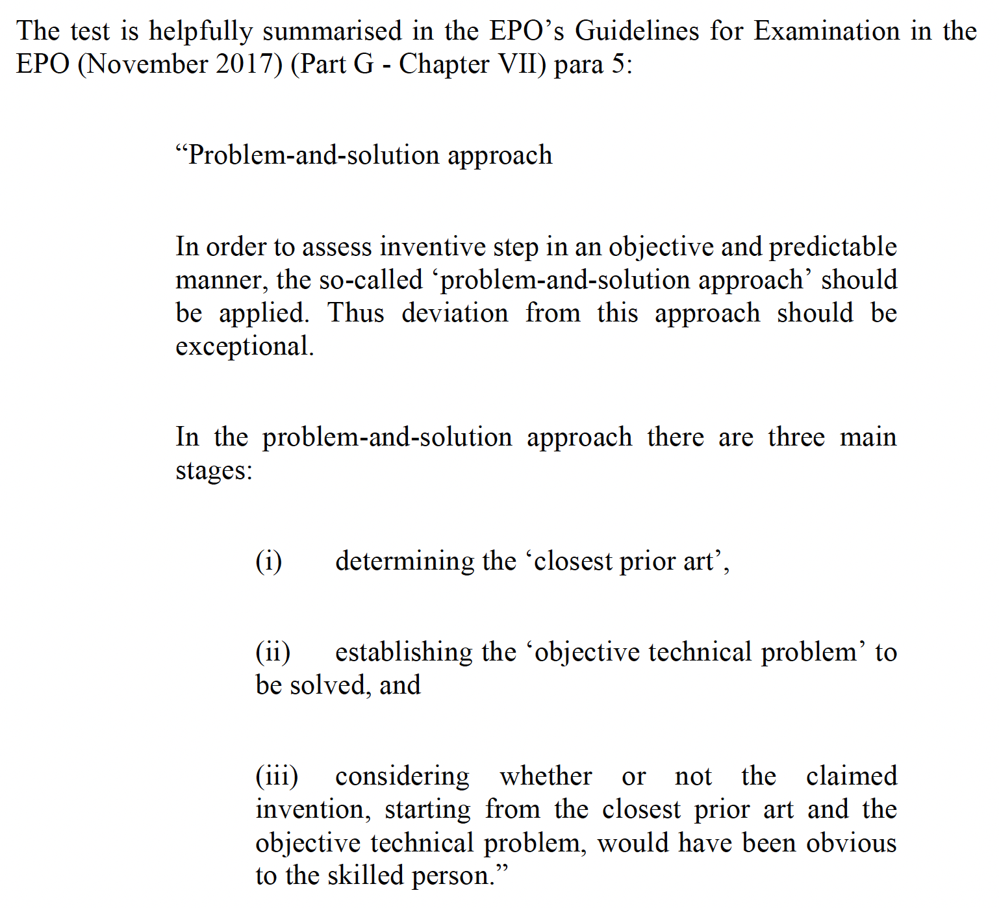 The test is helpfully summarised in the EPO’s Guidelines for Examination in the
EPO (November 2017) (Part G - Chapter VII) para 5:
“Problem-and-solution approach
In order to assess inventive step in an objective and predictable
manner, the so-called ‘problem-and-solution approach’ should
be applied. Thus deviation from this approach should be
exceptional.
In the problem-and-solution approach there are three main
stages:
(i) determining the ‘closest prior art’,
(ii) establishing the ‘objective technical problem’ to
be solved, and
(iii) considering whether or not the claimed
invention, starting from the closest prior art and the
objective technical problem, would have been obvious
to the skilled person.”